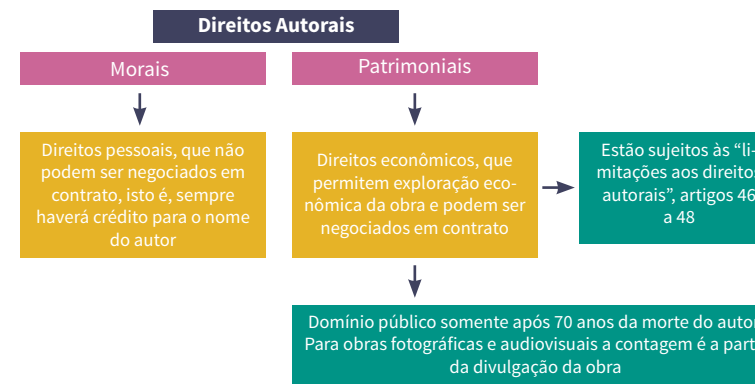 Direitos Autorais
Morais
Patrimoniais
Direitos pessoais, que não
podem ser negociados em
contrato, isto é, sempre
haverá crédito para o nome
do autor
Direitos econômicos, que
permitem exploração eco-
nômica da obra e podem ser
negociados em contrato
Estão sujeitos às “li-
mitações aos direitos
autorais”, artigos 46
a 48
Domínio público somente após 70 anos da morte do autor
Para obras fotográficas e audiovisuais a contagem é a part
da divulgação da obra